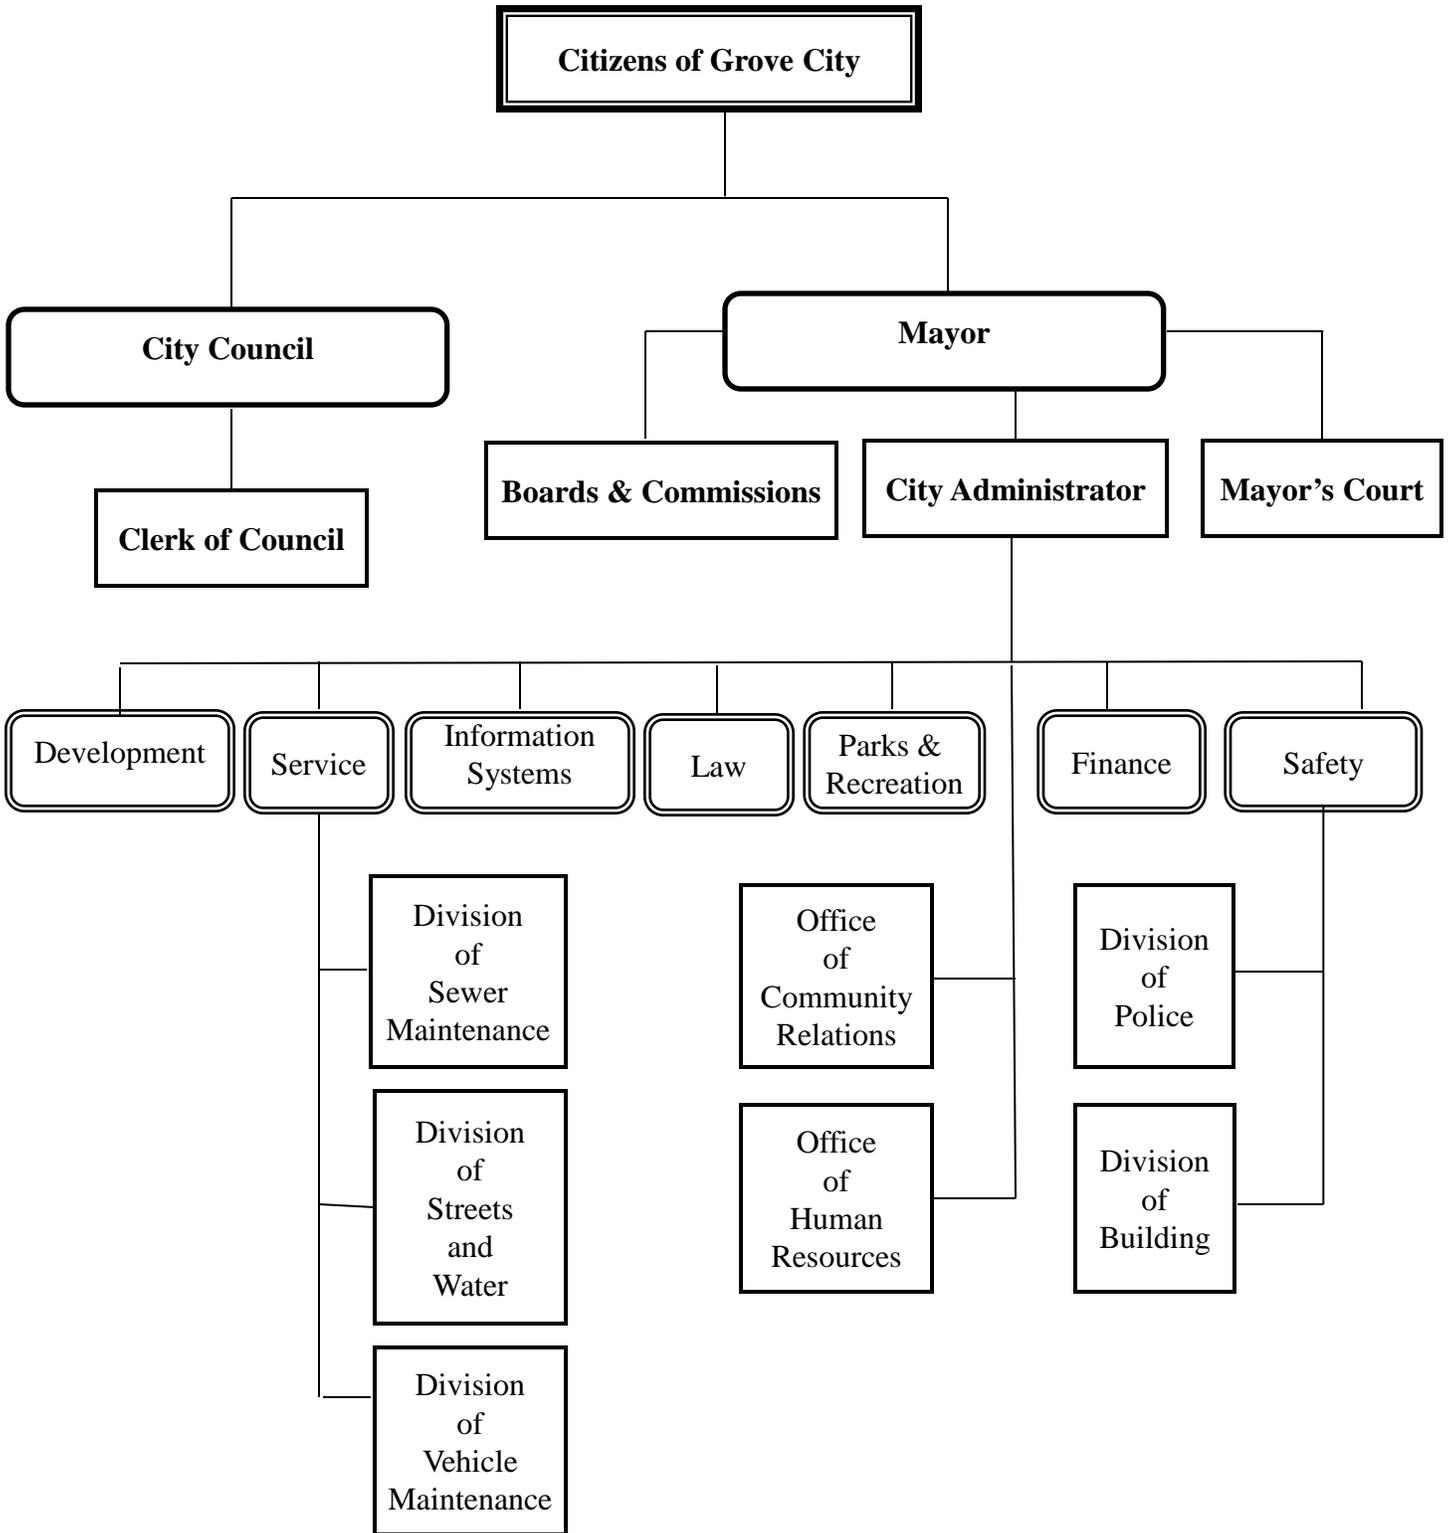 Citizens of Grove City
City Council
Mayor
Boards & Commissions
City Administrator
Mayor’s Court
Clerk of Council
Development
Service
Information
Systems
Law
Parks &
Recreation
Finance
Safety
Division
of
Sewer
Maintenance
Division
of
Streets
and
Water
Division
of
Vehicle
Maintenance
Office
of
Community
Relations
Office
of
Human
Resources
Division
of
Police
Division
of
Building